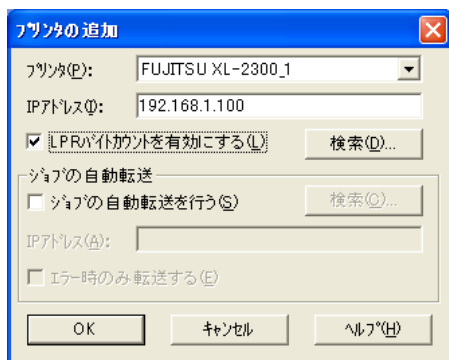 ﾌﾟﾘﾝﾀの追加
ﾌﾟﾘﾝﾀ(P): FUJITSU XL-2300_1
IPｱﾄﾞﾚｽ(I): 192.168.1.100
LPRﾊﾞｲﾄｶｳﾝﾄを有効にする(L) 検索(D)...
ｼﾞｮﾌﾞの自動転送
ｼﾞｮﾌﾞの自動転送を行う(S) 検索(C)...
IPｱﾄﾞﾚｽ(A):
ｴﾗｰ時のみ転送する(E)
OK ｷｬﾝｾﾙ ﾍﾙﾌﾟ(H)